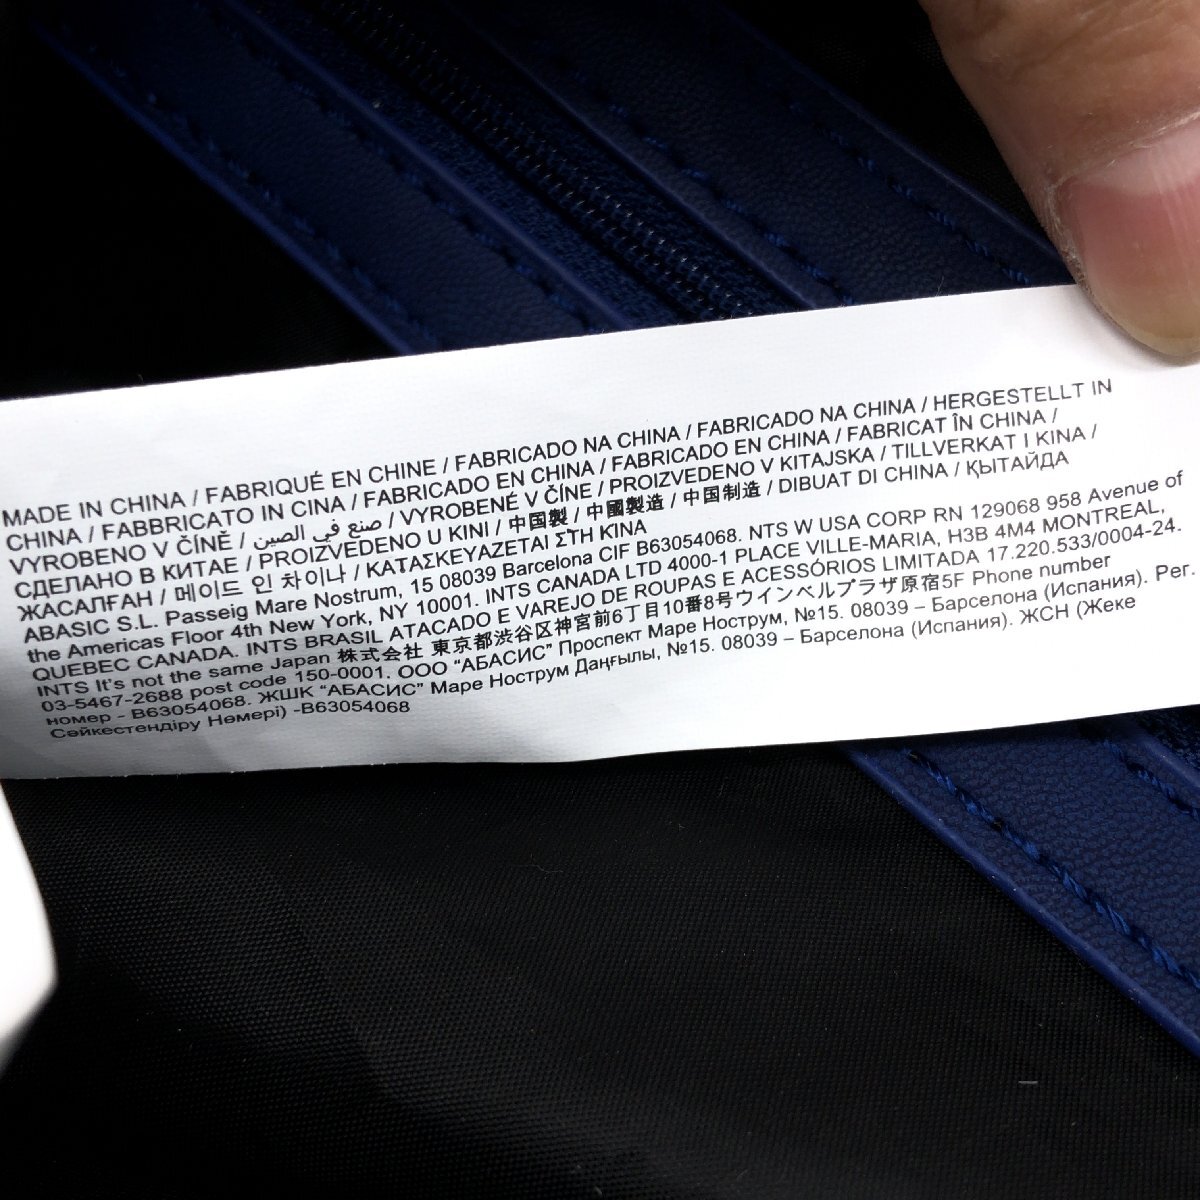 MADE IN CHINA / FABRIQUÉ EN CHINE / FABRICADO NA CHINA / FABRICADO NA CHINA / HERGESTELLT IN
CHINA / FABBRICATO IN CINA / FABRICADO EN CHINA / FABRICADO EN CHINA / FABRICAT ÎN CHINA /
VYROBENO V ČÍNĚ / صنع في الصين / VYROBENÉ V ČÍNE / PROIZVEDENO V KITAJSKA / TILLVERKAT I KINA /
СДЕЛАНО В КИТАЕ / PROIZVEDENO U KINI / 中国製 / 中國製造 / 中国制造 / DIBUAT DI CHINA / ҚЫТАЙДА
ЖАСАЛҒАН / 메이드 인 차이나 / ΚΑΤΑΣΚΕΥΑΖΕΤΑΙ ΣΤΗ ΚΙΝΑ
ABASIC S.L. Passeig Mare Nostrum, 15 08039 Barcelona CIF B63054068. NTS W USA CORP RN 129068 958 Avenue of
the Americas Floor 4th New York, NY 10001. INTS CANADA LTD 4000-1 PLACE VILLE-MARIA, H3B 4M4 MONTREAL,
QUEBEC CANADA. INTS BRASIL ATACADO E VAREJO DE ROUPAS E ACESSÓRIOS LIMITADA 17.220.533/0004-24.
INTS It's not the same Japan 株式会社 東京都渋谷区神宮前6丁目10番8号ウインベルプラザ原宿5F Phone number
03-5467-2688 post code 150-0001. ООО “АБАСИС” Проспект Маре Нострум, №15. 08039 – Барселона (Испания). Рег.
номер - B63054068. ЖШК “АБАСИС” Маре Нострум Даңғылы, №15. 08039 – Барселона (Испания). ЖСН (Жеке
Сәйкестендіру Нөмері) -B63054068